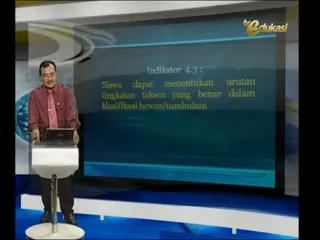 tv edukasi
Indikator 4.3 :
Siswa dapat menentukan urutan
tingkatan takson yang benar dalam
klasifikasi hewan/tumbuhan